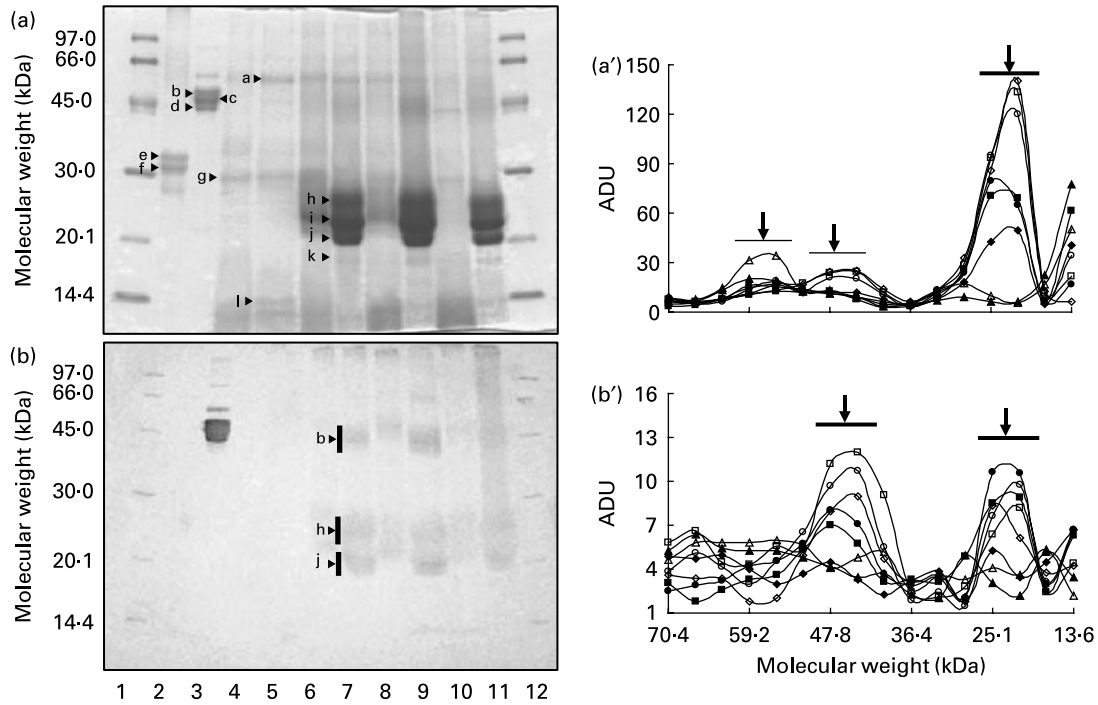 (a)
Molecular weight (kDa)
97·0
66·0
45·0
30·0
20·1
14·4
a
b
c
d
e
f
g
h
i
j
k
l
(a′)
ADU
150
120
90
60
30
0
(b)
Molecular weight (kDa)
97·0
66·0
45·0
30·0
20·1
14·4
b
h
j
1 2 3 4 5 6 7 8 9 10 11 12
(b′)
ADU
16
13
10
7
4
1
70·4 59·2 47·8 36·4 25·1 13·6
Molecular weight (kDa)